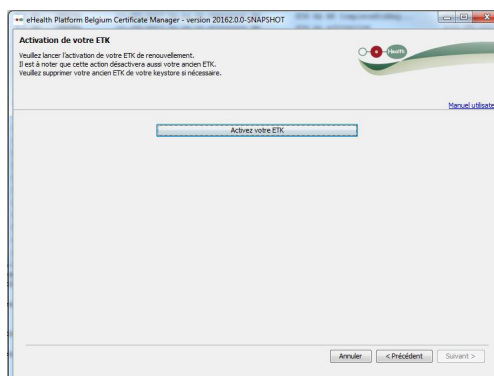 eHealth Platform Belgium Certificate Manager - version 20162.0.0-SNAPSHOT
Activation de votre ETK
Veuillez lancer l'activation de votre ETK de renouvellement.
Il est à noter que cette action désactivera aussi votre ancien ETK.
Veuillez supprimer votre ancien ETK de votre keystore si nécessaire.
Health
Manuel utilisate
Activez votre ETK
Annuler
< Précédent
Suivant >